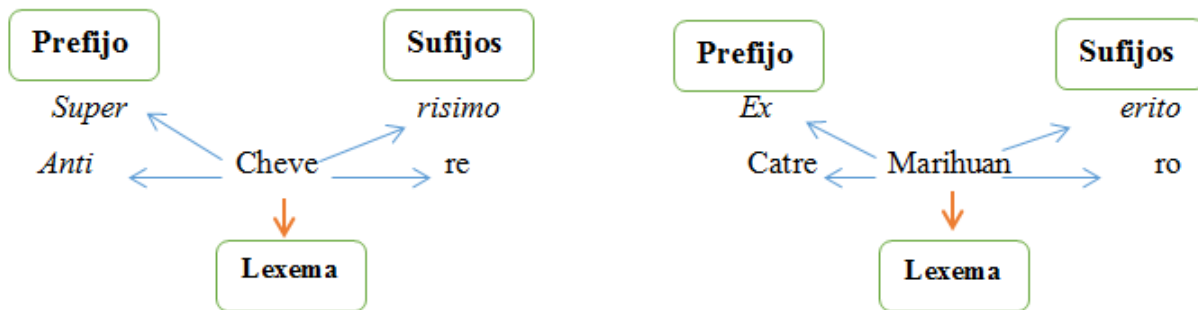 Prefijo Sufijos
Super risimo
Anti Cheve re
Lexema
Prefijo Sufijos
Ex erito
Catre Marihuan ro
Lexema